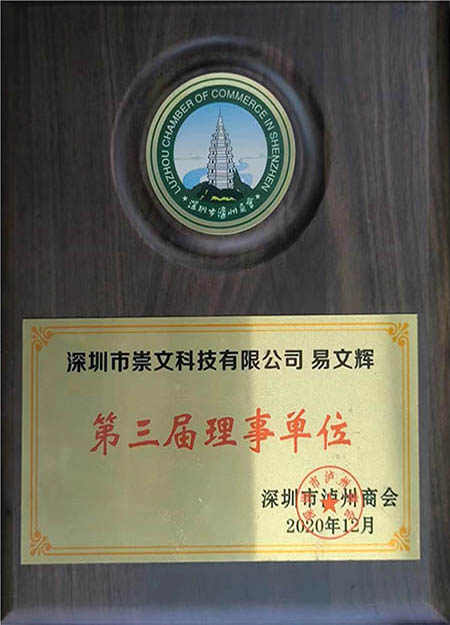 LUZHOU CHAMBER OF COMMERCE IN SHENZHEN
深圳市泸州商会
深圳市崇文科技有限公司 易文辉
第三届理事单位
深圳市泸州商会
2020年12月